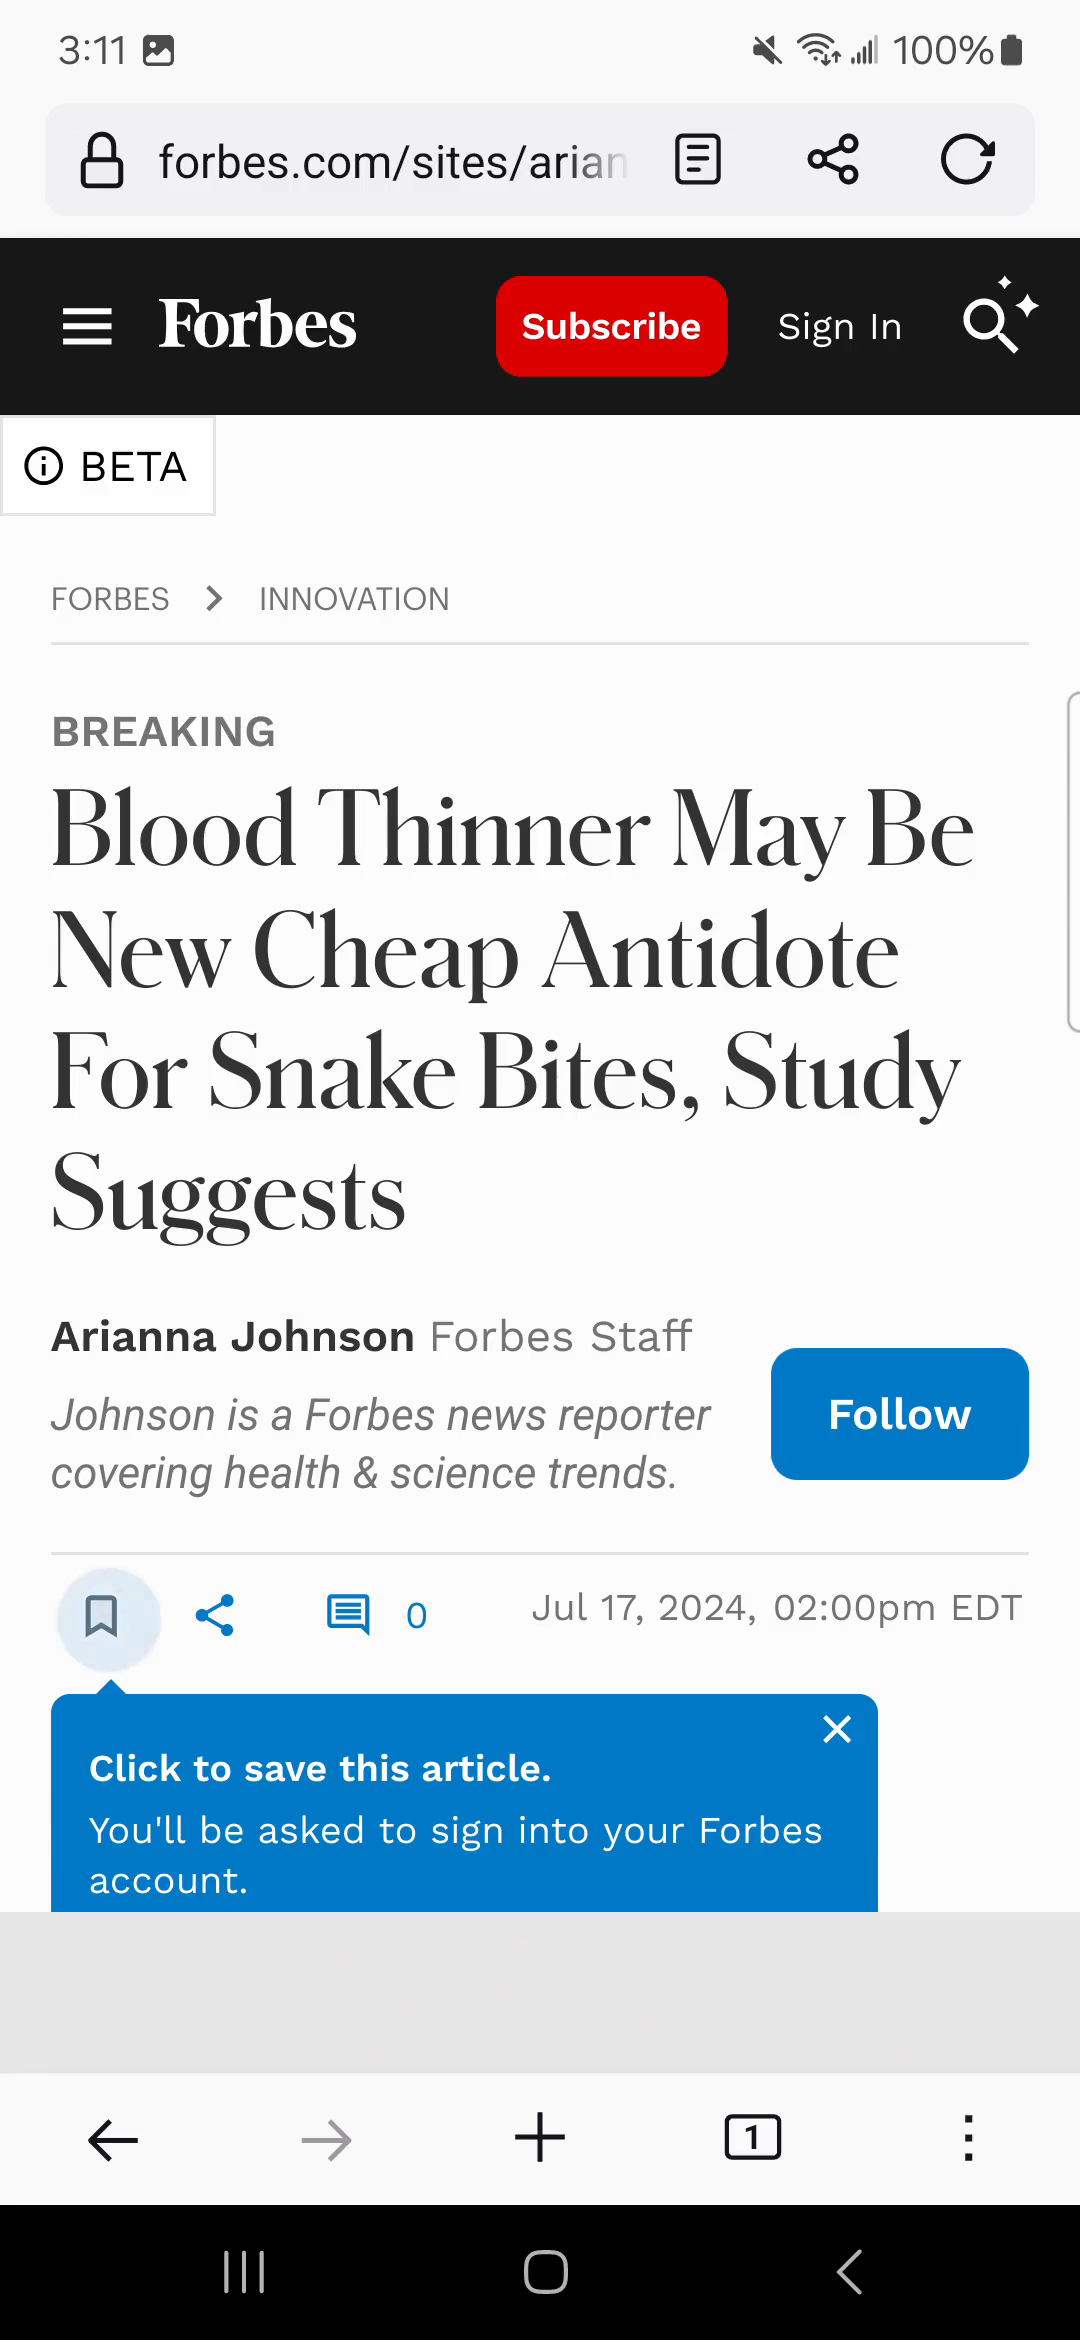 3:11
100%
forbes.com/sites/arian
Forbes
Subscribe
Sign In
BETA
FORBES
INNOVATION
BREAKING
Blood Thinner May Be
New Cheap Antidote
For Snake Bites, Study
Suggests
Arianna Johnson Forbes Staff
Johnson is a Forbes news reporter
covering health & science trends.
Follow
0
Jul 17, 2024, 02:00pm EDT
Click to save this article.
You'll be asked to sign into your Forbes
account.
1